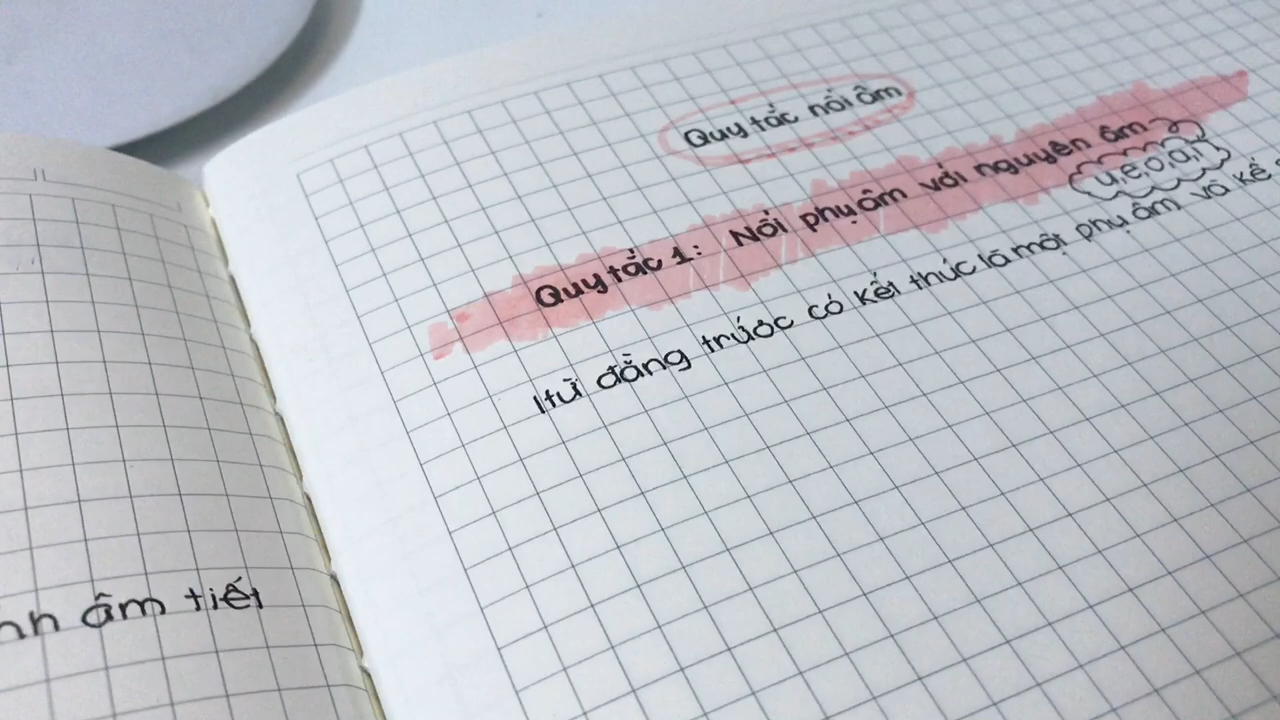 nh âm tiết
Quy tắc nối âm
Quy tắc 1: Nối phụ âm với nguyên âm
u,e,o,a,i
1 từ đằng trước có kết thúc là một phụ âm và kế